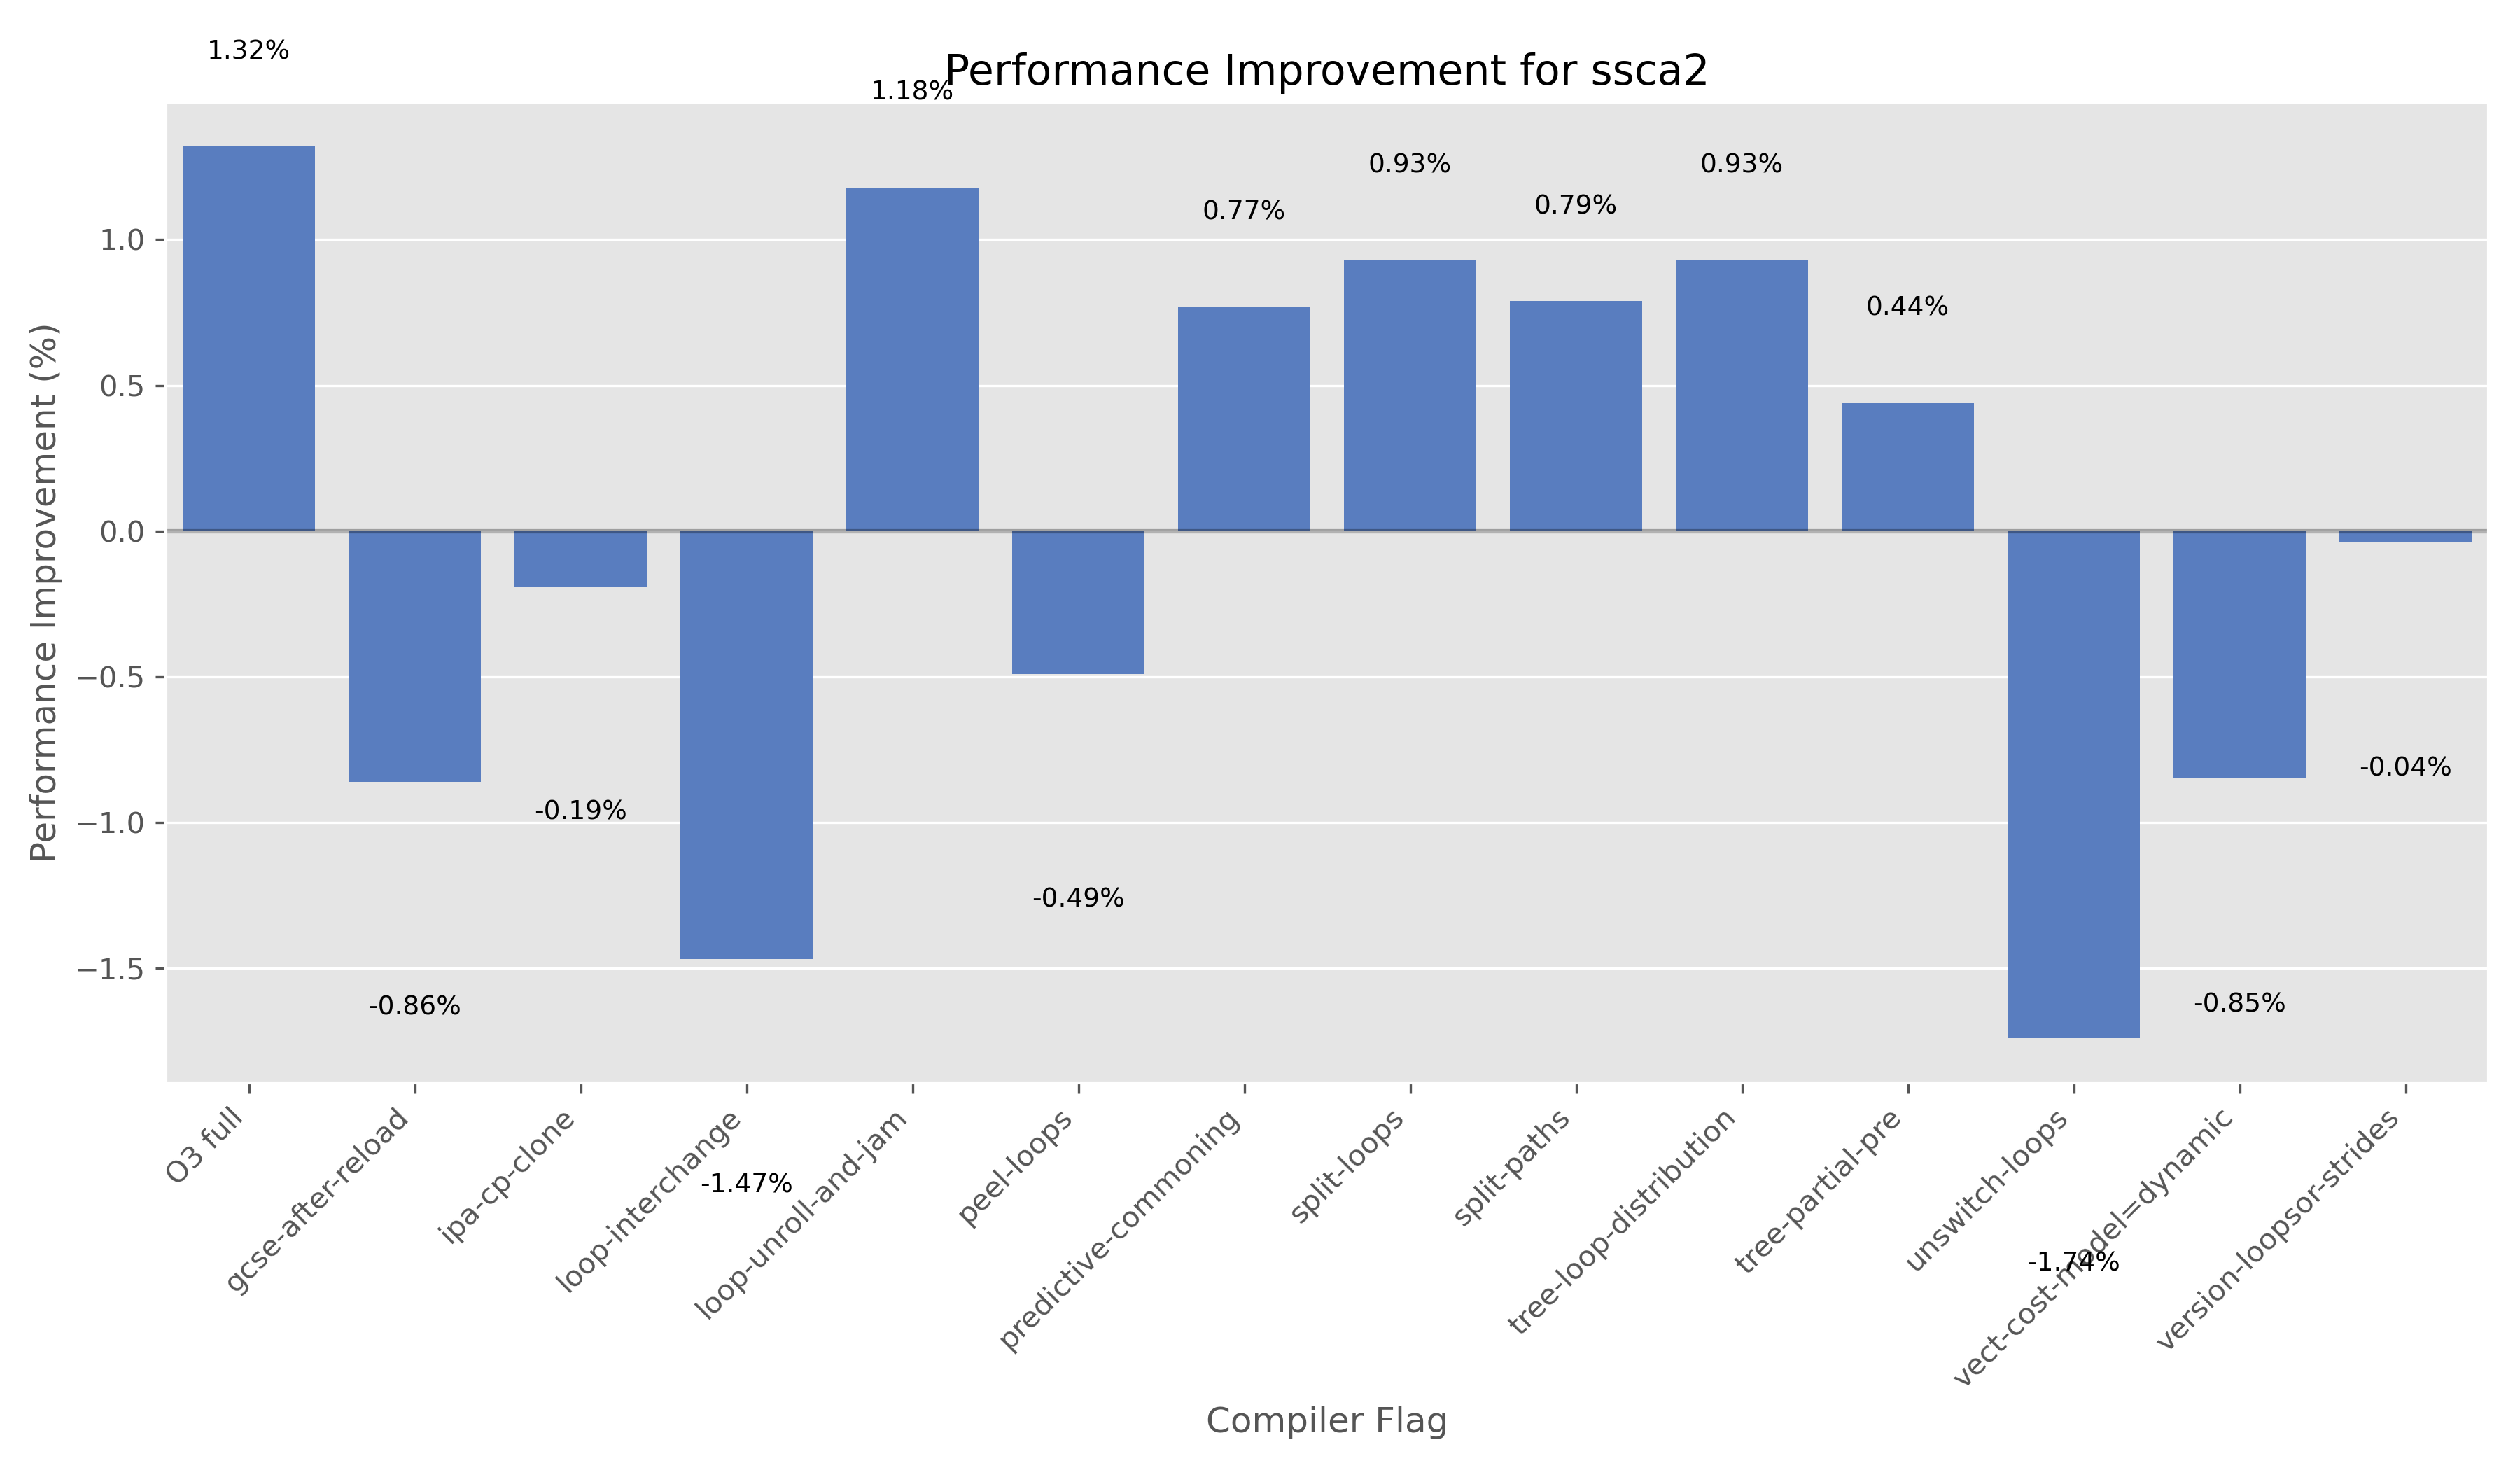 Performance Improvement for ssca2
1.32%
1.18%
0.93%
0.93%
0.79%
0.77%
0.44%
-0.04%
-0.19%
-0.49%
-0.86%
-0.85%
-1.47%
-1.74%
Performance Improvement (%)
1.0
0.5
0.0
−0.5
−1.0
−1.5
O3 full
gcse-after-reload
ipa-cp-clone
loop-interchange
loop-unroll-and-jam
peel-loops
predictive-commoning
split-loops
split-paths
tree-loop-distribution
tree-partial-pre
unswitch-loops
vect-cost-model=dynamic
version-loopsor-strides
Compiler Flag